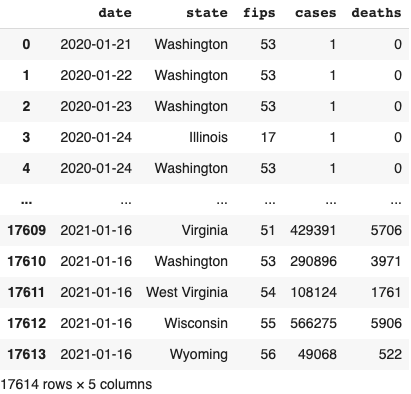 date state fips cases deaths
0 2020-01-21 Washington 53 1 0
1 2020-01-22 Washington 53 1 0
2 2020-01-23 Washington 53 1 0
3 2020-01-24 Illinois 17 1 0
4 2020-01-24 Washington 53 1 0
... ... ... ... ... ...
17609 2021-01-16 Virginia 51 429391 5706
17610 2021-01-16 Washington 53 290896 3971
17611 2021-01-16 West Virginia 54 108124 1761
17612 2021-01-16 Wisconsin 55 566275 5906
17613 2021-01-16 Wyoming 56 49068 522
17614 rows × 5 columns